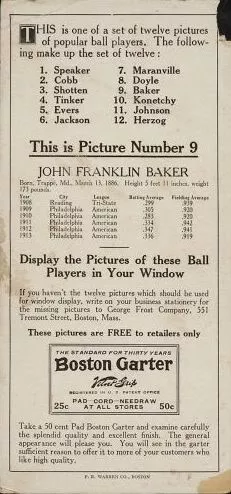 THIS is one of a set of twelve pictures
of popular ball players. The follow-
ing make up the set of twelve:
1. Speaker 7. Maranville
2. Cobb 8. Doyle
3. Shotten 9. Baker
4. Tinker 10. Konetchy
5. Evers 11. Johnson
6. Jackson 12. Herzog
This is Picture Number 9
JOHN FRANKLIN BAKER
Born, Trappe, Md., March 13, 1886. Height 5 feet 11 inches, weight
173 pounds.
Year City League Batting Average Fielding Average
1908 Reading Tri-State .299 .939
1909 Philadelphia American .305 .920
1910 Philadelphia American .283 .920
1911 Philadelphia American .334 .942
1912 Philadelphia American .347 .941
1913 Philadelphia American .336 .919
Display the Pictures of these Ball
Players in Your Window
If you haven't the twelve pictures which should be used
for window display, write on your business stationery for
the missing pictures to George Frost Company, 551
Tremont Street, Boston, Mass.
These pictures are FREE to retailers only
THE STANDARD FOR THIRTY YEARS
Boston Garter
Velvet Grip
REGISTERED IN U.S. PATENT OFFICE
PAD-CORD-NEEDRAW
25c AT ALL STORES 50c
Take a 50 cent Pad Boston Garter and examine carefully
the splendid quality and excellent finish. The general
appearance will please you. You will see in the garter
sufficient reason to offer it to more of your customers who
like high quality.
P. B. WARREN CO., BOSTON